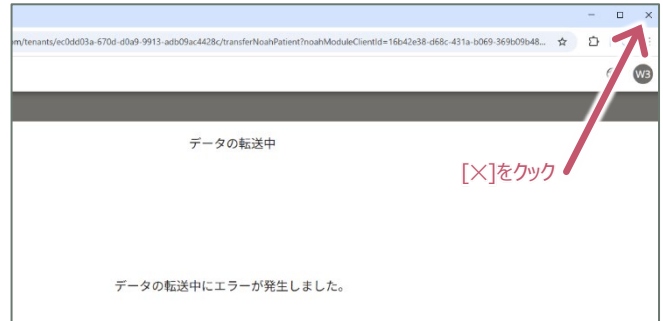 m/tenants/ec0dd03a-670d-d0a9-9913-adb09ac4428c/transferNoahPatient?noahModuleClientId=16b42e38-d68c-431a-b069-369b09b48...
W3
データの転送中
[×]をクック
データの転送中にエラーが発生しました。